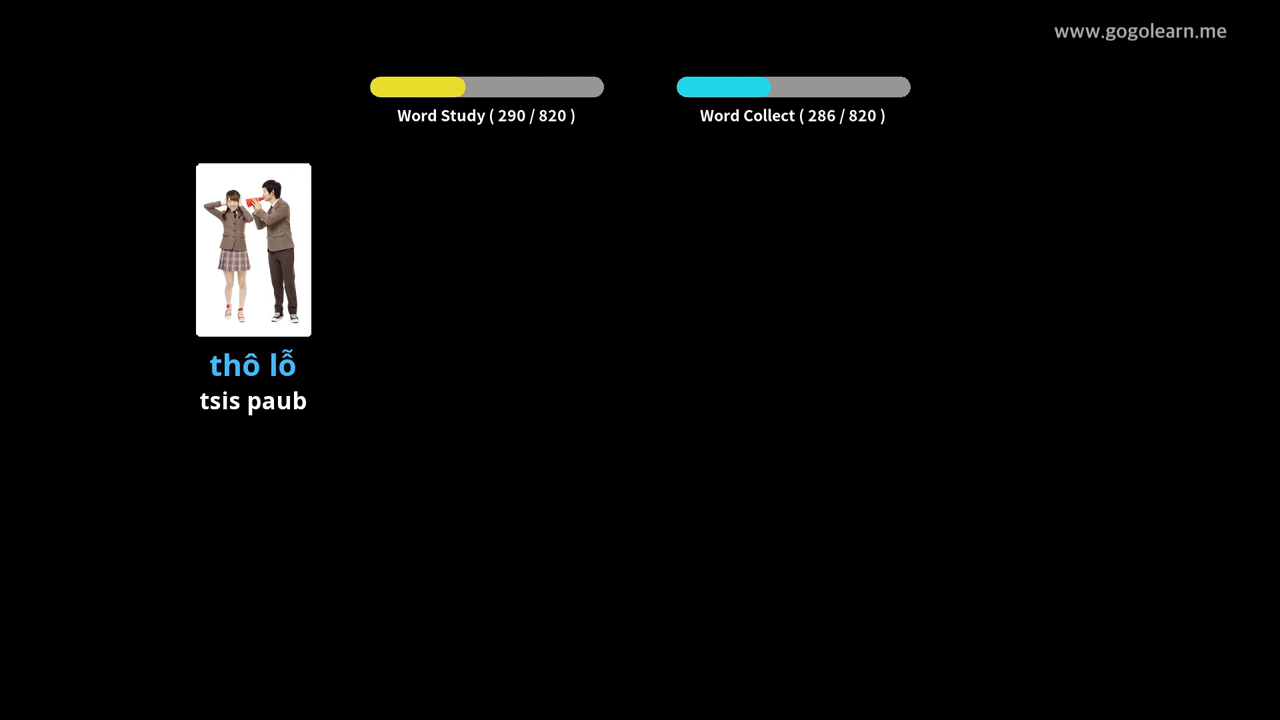 www.gogolearn.me
Word Study ( 290 / 820 )
Word Collect ( 286 / 820 )
thô lỗ
tsis paub